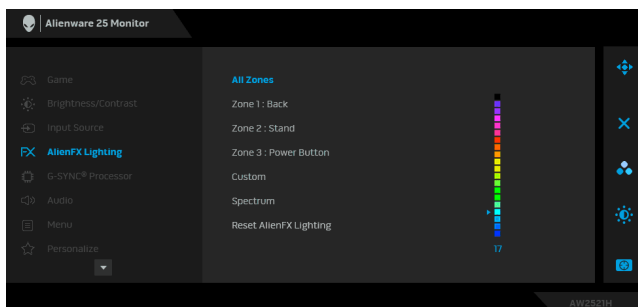 Alienware 25 Monitor
Game
Brightness/Contrast
Input Source
FX AlienFX Lighting
G-SYNC® Processor
Audio
Menu
Personalize
All Zones
Zone 1 : Back
Zone 2 : Stand
Zone 3 : Power Button
Custom
Spectrum
Reset AlienFX Lighting
17
AW2521H